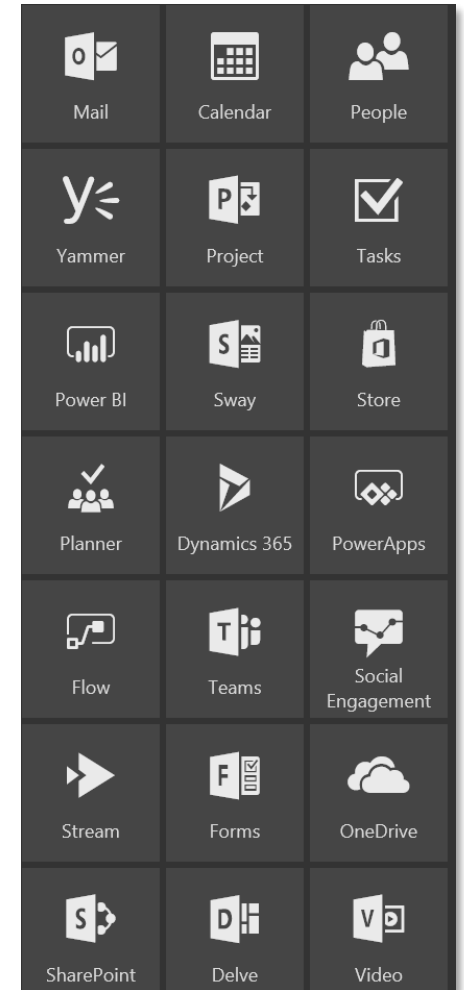 Mail Calendar People
Yammer Project Tasks
Power BI Sway Store
Planner Dynamics 365 PowerApps
Flow Teams Social
Engagement
Stream Forms OneDrive
SharePoint Delve Video